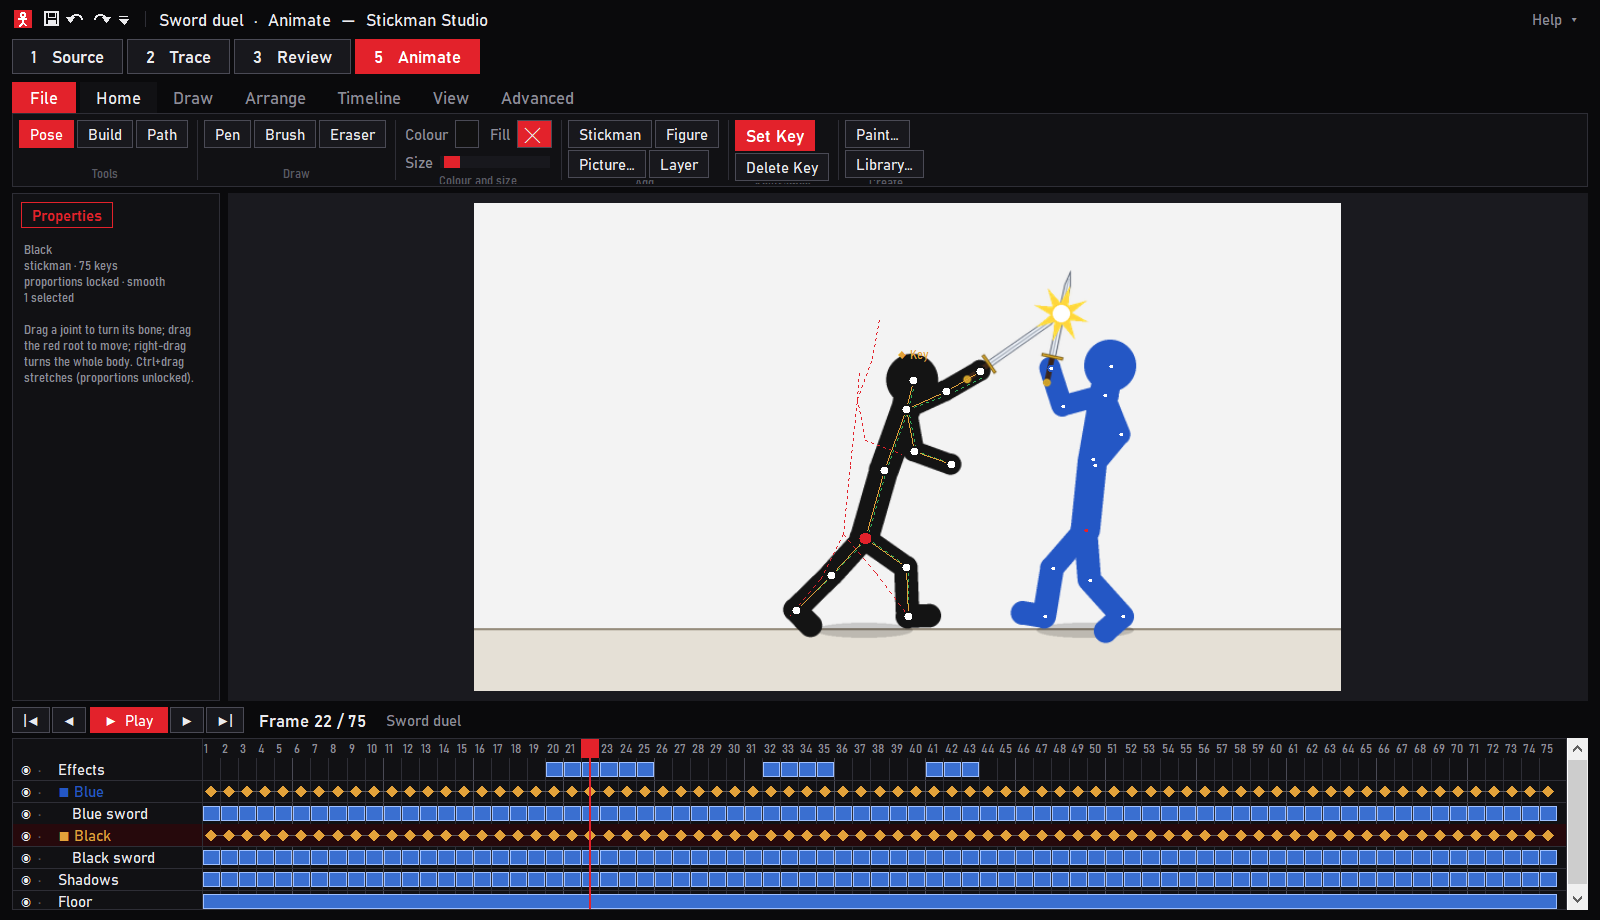 Sword duel · Animate — Stickman Studio
Help
1 Source
2 Trace
3 Review
5 Animate
File
Home
Draw
Arrange
Timeline
View
Advanced
Pose
Build
Path
Pen
Brush
Eraser
Colour
Fill
Stickman
Figure
Set Key
Paint…
Size
Picture…
Layer
Delete Key
Library…
Tools
Draw
Colour and size
Add
Create
Properties
Black
stickman · 75 keys
proportions locked · smooth
1 selected
Drag a joint to turn its bone; drag
the red root to move; right-drag
turns the whole body. Ctrl+drag
stretches (proportions unlocked).
Key
Play
Frame 22 / 75
Sword duel
1 2 3 4 5 6 7 8 9 10 11 12 13 14 15 16 17 18 19 20 21 23 24 25 26 27 28 29 30 31 32 33 34 35 36 37 38 39 40 41 42 43 44 45 46 47 48 49 50 51 52 53 54 55 56 57 58 59 60 61 62 63 64 65 66 67 68 69 70 71 72 73 74 75
Effects
Blue
Blue sword
Black
Black sword
Shadows
Floor